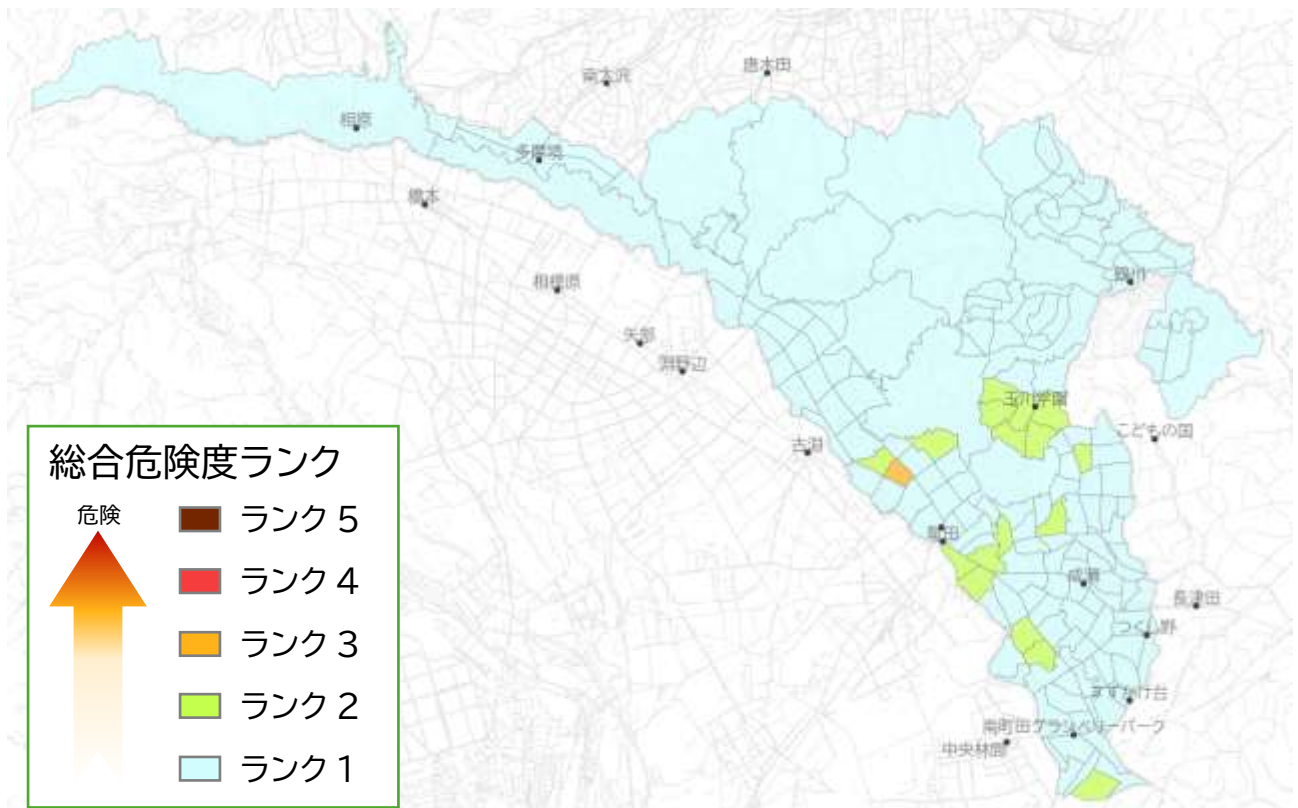 南大沢
唐木田
相原
多摩境
橋本
鶴川
相模原
矢部
淵野辺
玉川学園
こどもの国
古淵
町田
成瀬
長津田
つくし野
すずかけ台
南町田グランベリーパーク
中央林間
総合危険度ランク
危険
ランク 5
ランク 4
ランク 3
ランク 2
ランク 1